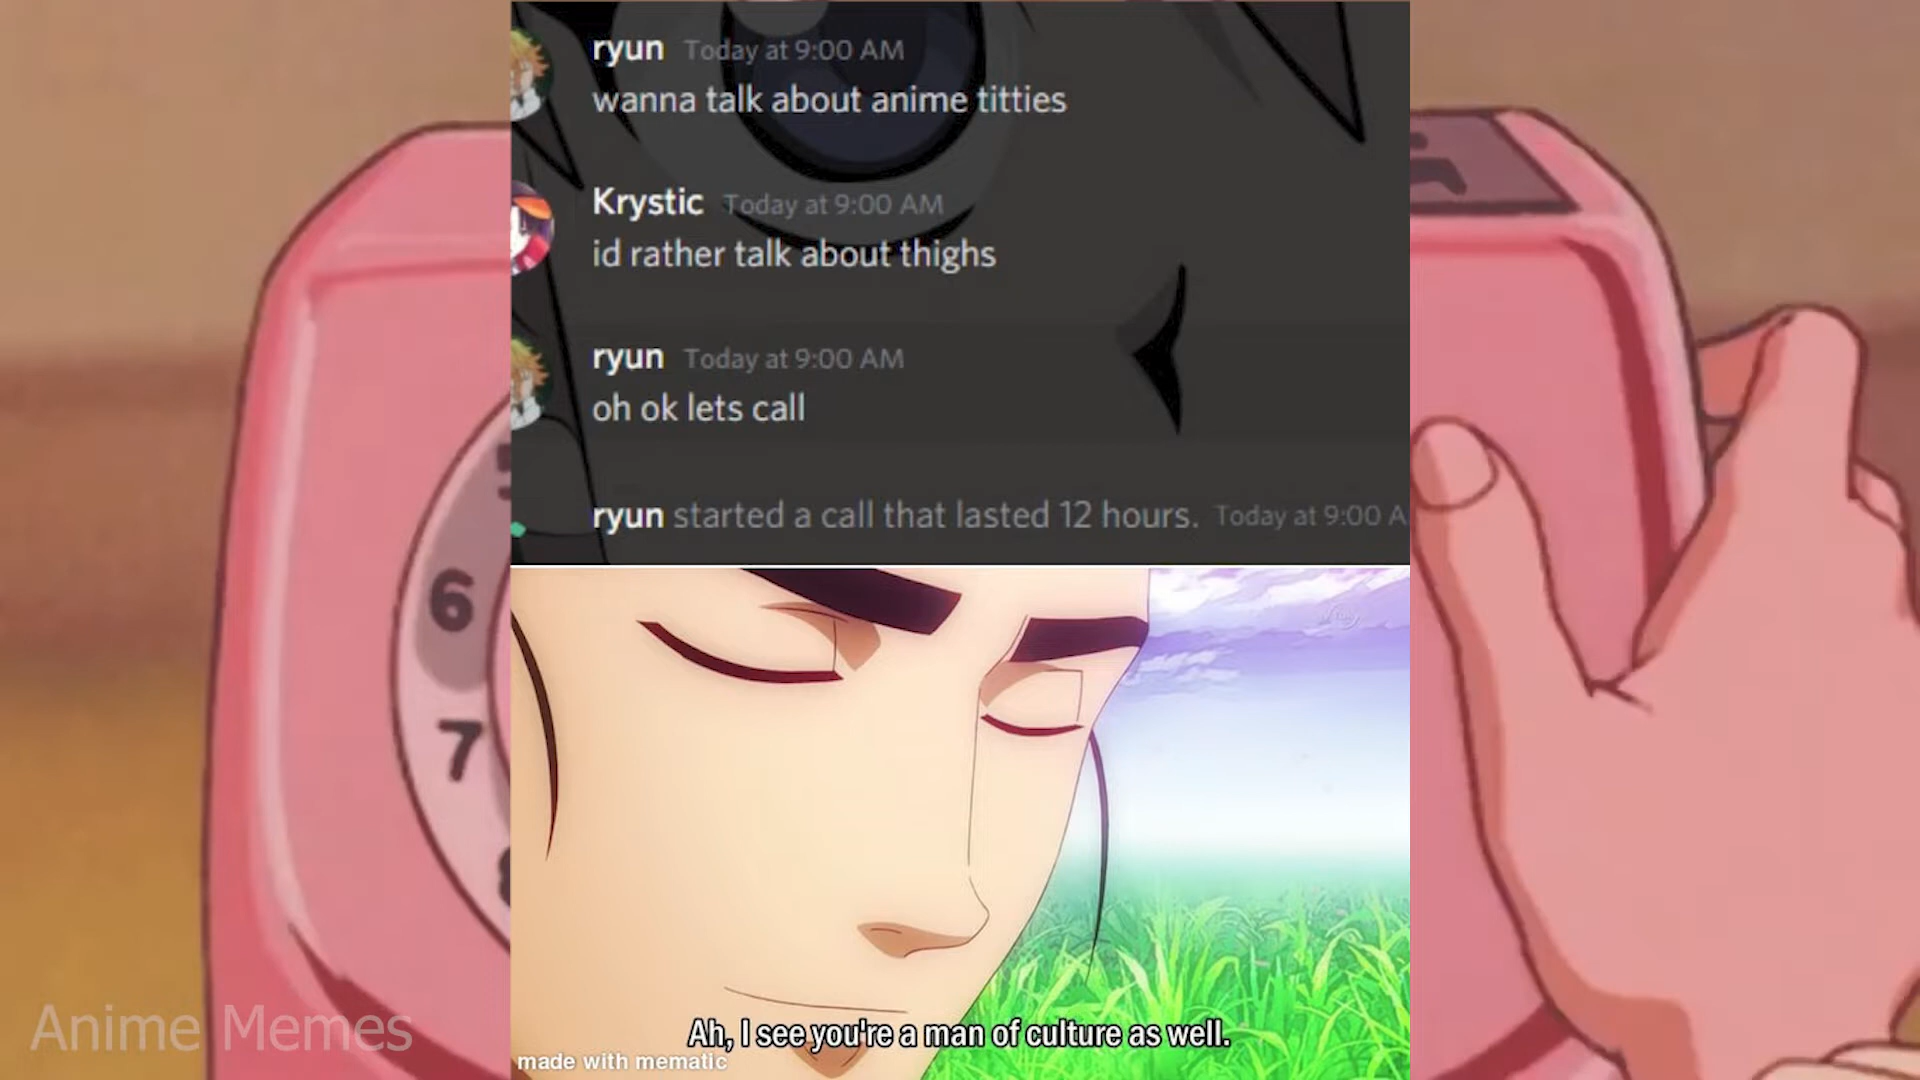 ryun Today at 9:00 AM
wanna talk about anime titties
Krystic Today at 9:00 AM
id rather talk about thighs
ryun Today at 9:00 AM
oh ok lets call
ryun started a call that lasted 12 hours. Today at 9:00 A
6
7
Ah, I see you're a man of culture as well.
made with mematic
Anime Memes